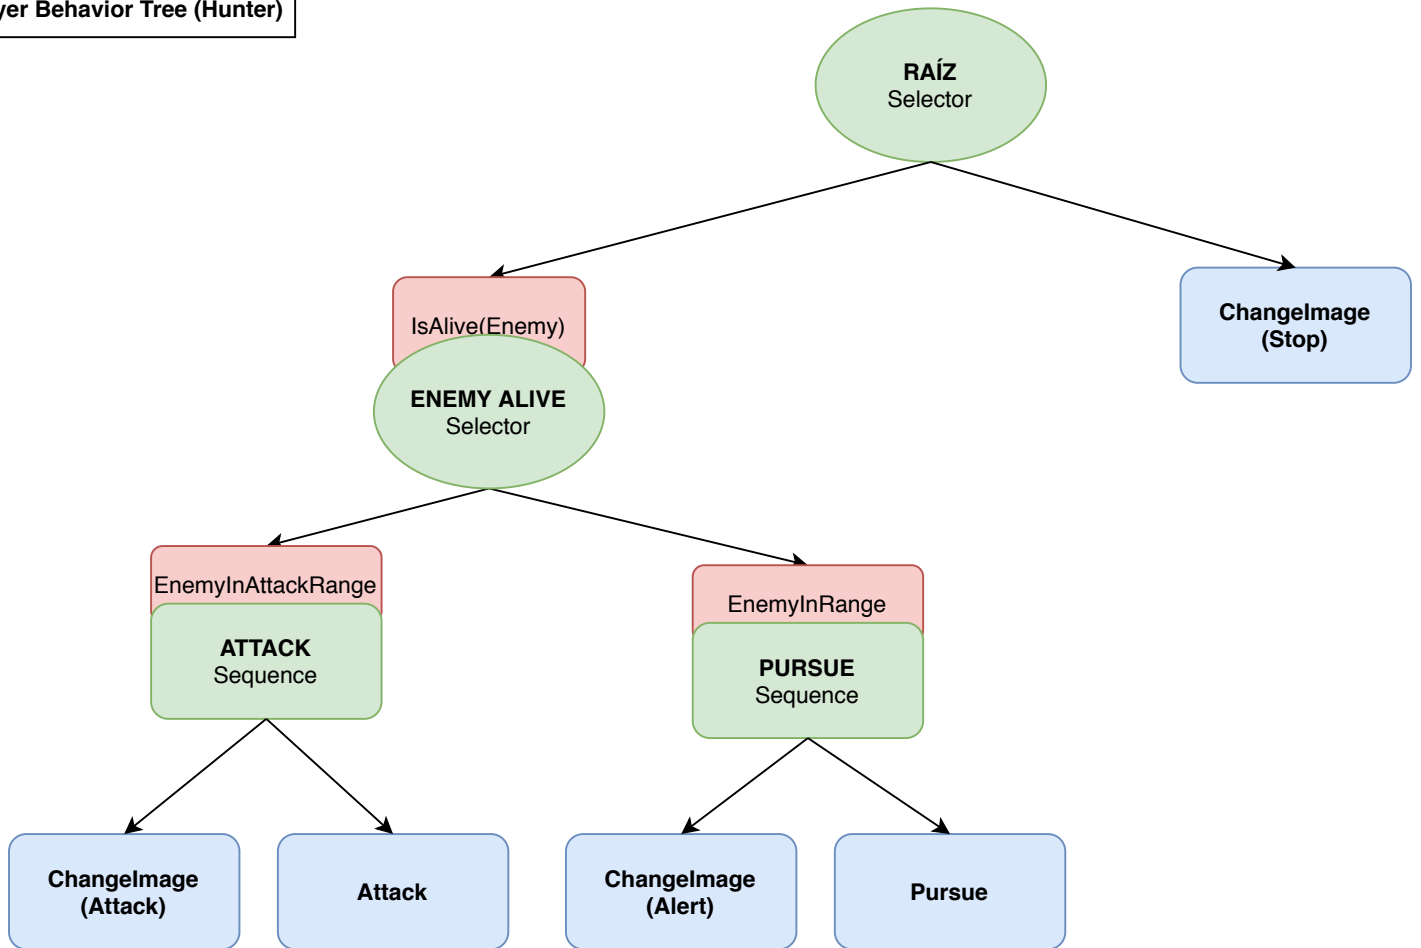 yer Behavior Tree (Hunter)
RAÍZ
Selector
IsAlive(Enemy)
ChangeImage
(Stop)
ENEMY ALIVE
Selector
EnemyInAttackRange
EnemyInRange
ATTACK
Sequence
PURSUE
Sequence
ChangeImage
(Attack)
Attack
ChangeImage
(Alert)
Pursue